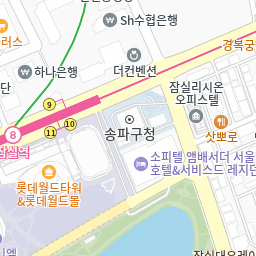 Sh수협은행
경복궁
러스
하나은행
더컨벤션
단
잠실리시온
오피스텔
9
8
11
10
송파구청
삿뽀로
잠실역
소피텔 앰배서더 서울
호텔&서비스드 레지던
롯데월드타워
&롯데월드몰